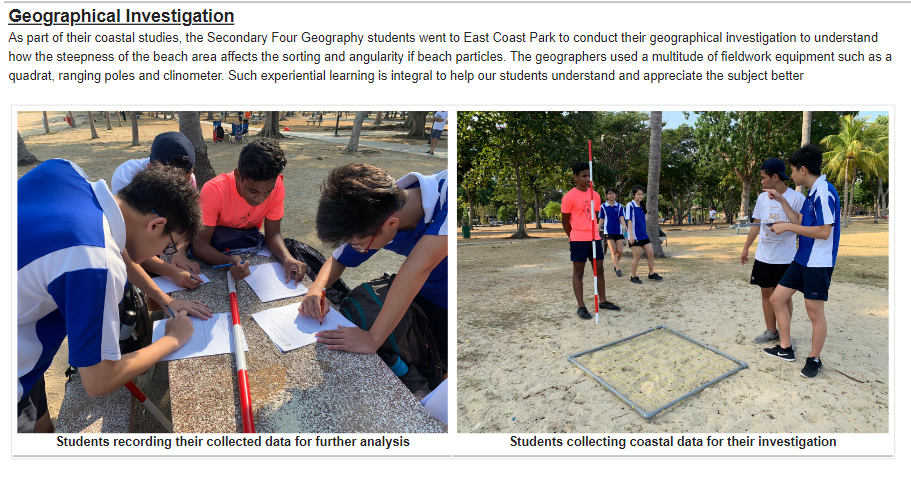 Geographical Investigation
As part of their coastal studies, the Secondary Four Geography students went to East Coast Park to conduct their geographical investigation to understand
how the steepness of the beach area affects the sorting and angularity if beach particles. The geographers used a multitude of fieldwork equipment such as a
quadrat, ranging poles and clinometer. Such experiential learning is integral to help our students understand and appreciate the subject better
Students recording their collected data for further analysis
Students collecting coastal data for their investigation